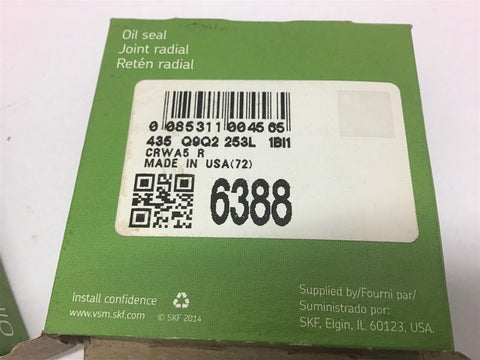 Oil seal
Joint radial
Retén radial
0 085311 004565
435 Q9Q2 253L 1BI1
CRWA5 R
MADE IN USA(72)
6388
Install confidence
www.vsm.skf.com
© SKF 2014
Supplied by/Fourni par/
Suministrado por:
SKF, Elgin, IL 60123, USA.